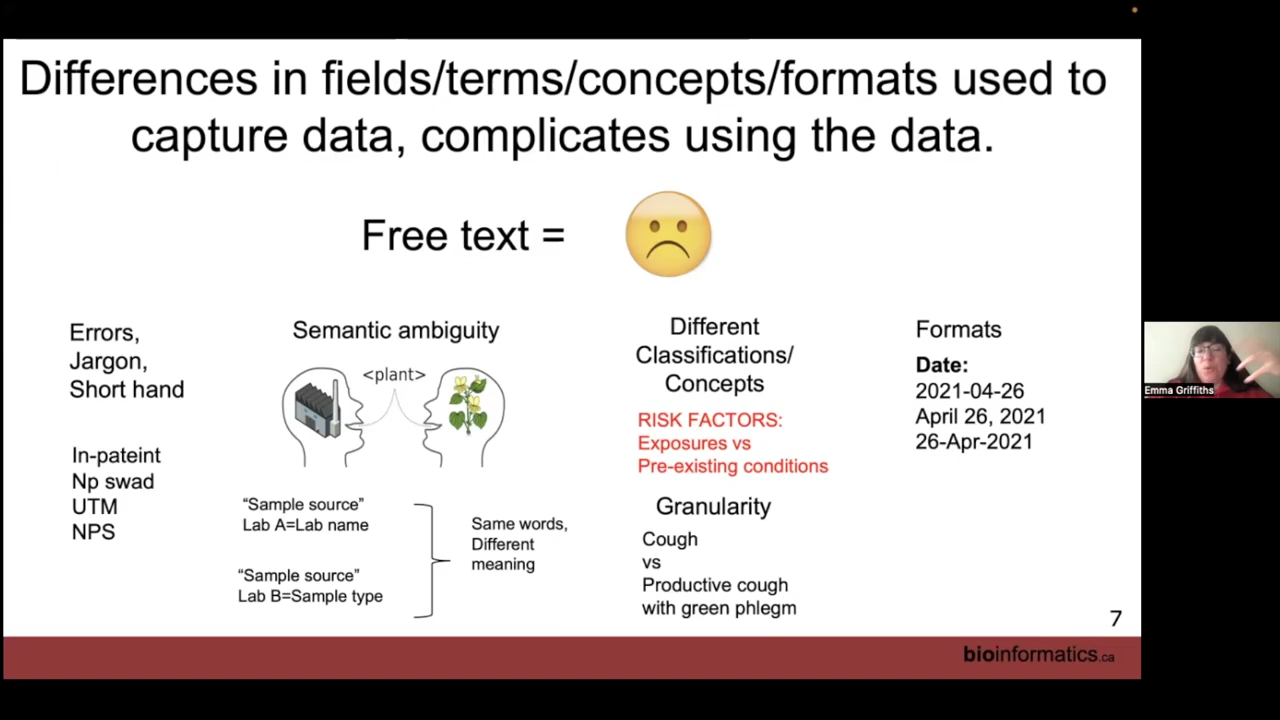 Differences in fields/terms/concepts/formats used to
capture data, complicates using the data.
Free text =
Errors,
Jargon,
Short hand
In-pateint
Np swad
UTM
NPS
Semantic ambiguity
<plant>
“Sample source”
Lab A=Lab name
“Sample source”
Lab B=Sample type
Same words,
Different
meaning
Different
Classifications/
Concepts
RISK FACTORS:
Exposures vs
Pre-existing conditions
Granularity
Cough
vs
Productive cough
with green phlegm
Formats
Date:
2021-04-26
April 26, 2021
26-Apr-2021
7
bioinformatics.ca
Emma Griffiths